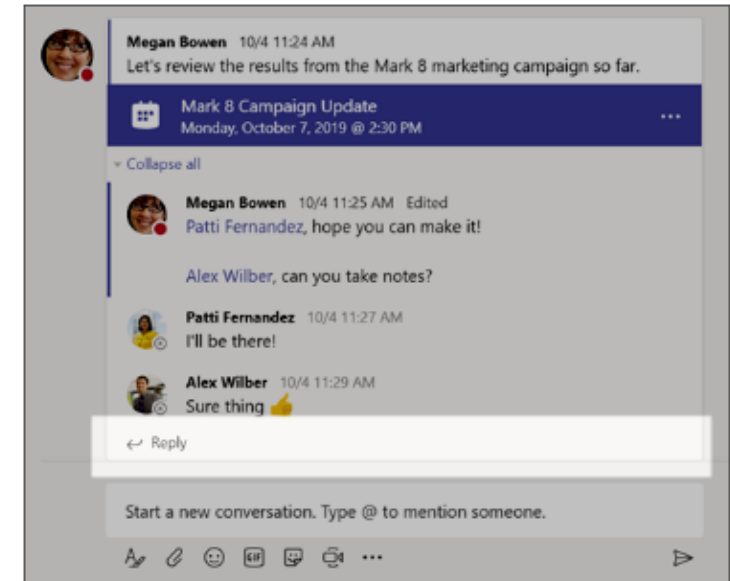 Megan Bowen 10/4 11:24 AM
Let's review the results from the Mark 8 marketing campaign so far.
Mark 8 Campaign Update
Monday, October 7, 2019 @ 2:30 PM
Collapse all
Megan Bowen 10/4 11:25 AM Edited
Patti Fernandez, hope you can make it!
Alex Wilber, can you take notes?
Patti Fernandez 10/4 11:27 AM
I'll be there!
Alex Wilber 10/4 11:29 AM
Sure thing 👍
Reply
Start a new conversation. Type @ to mention someone.
GIF